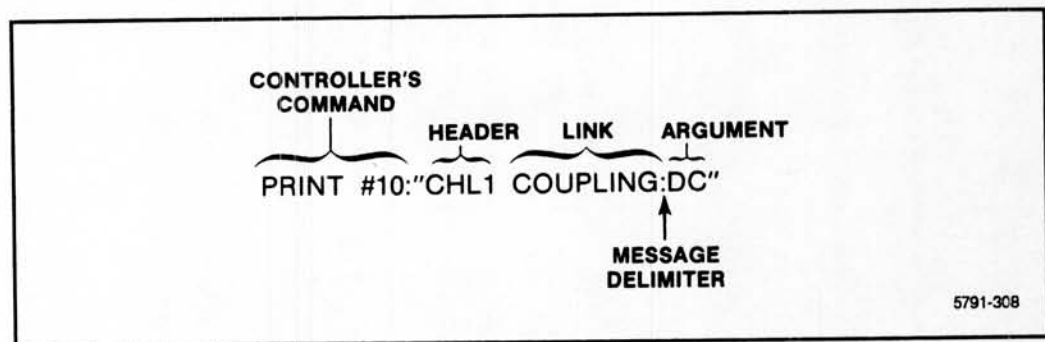 CONTROLLER'S
COMMAND
HEADER LINK ARGUMENT
PRINT #10:"CHL1 COUPLING:DC"
MESSAGE
DELIMITER
5791-308